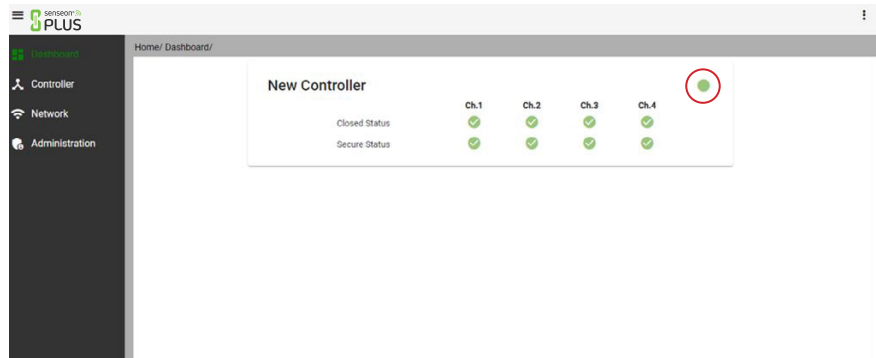 senseon
PLUS
Dashboard
Controller
Network
Administration
Home/ Dashboard/
New Controller
Ch.1 Ch.2 Ch.3 Ch.4
Closed Status
Secure Status